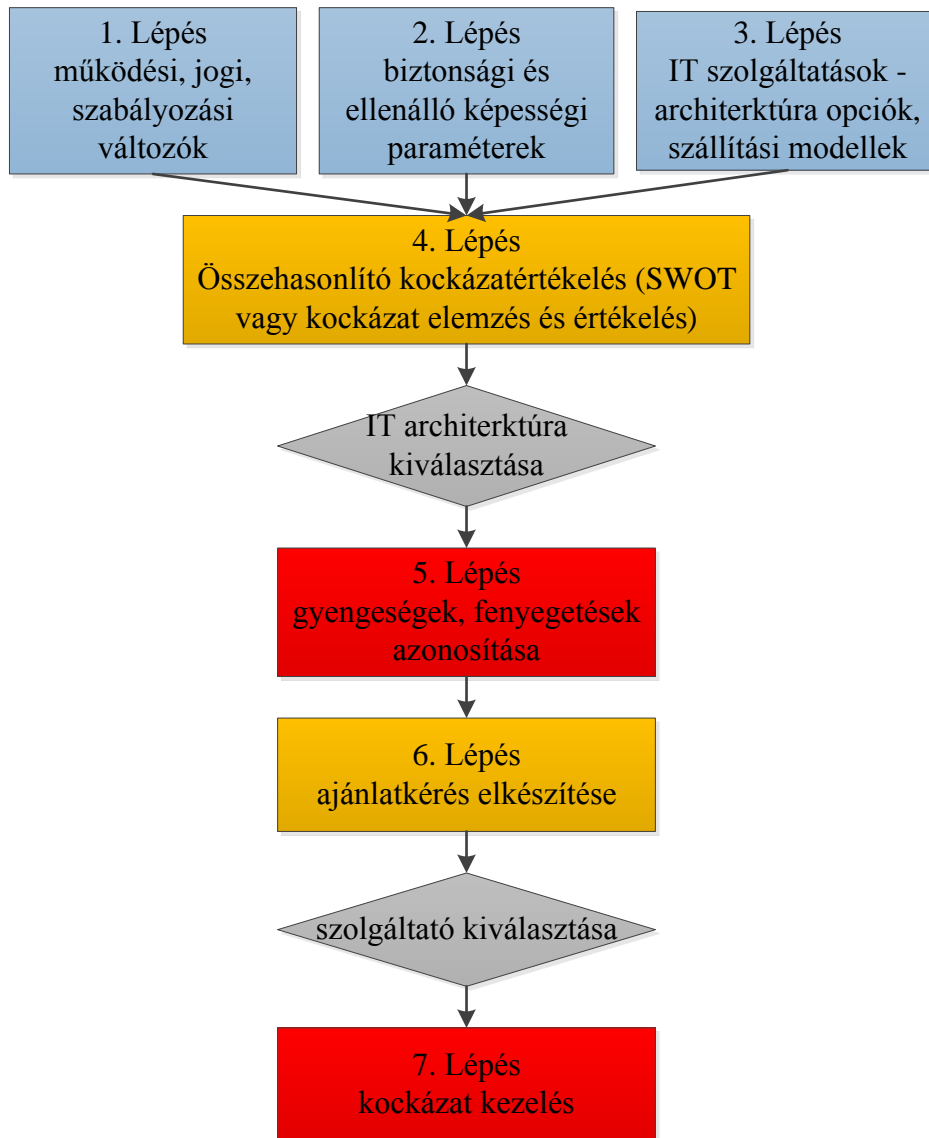 1. Lépés
működési, jogi,
szabályozási
változók
2. Lépés
biztonsági és
ellenálló képességi
paraméterek
3. Lépés
IT szolgáltatások -
architerktúra opciók,
szállítási modellek
4. Lépés
Összehasonlító kockázatértékelés (SWOT
vagy kockázat elemzés és értékelés)
IT architerktúra
kiválasztása
5. Lépés
gyengeségek, fenyegetések
azonosítása
6. Lépés
ajánlatkérés elkészítése
szolgáltató kiválasztása
7. Lépés
kockázat kezelés